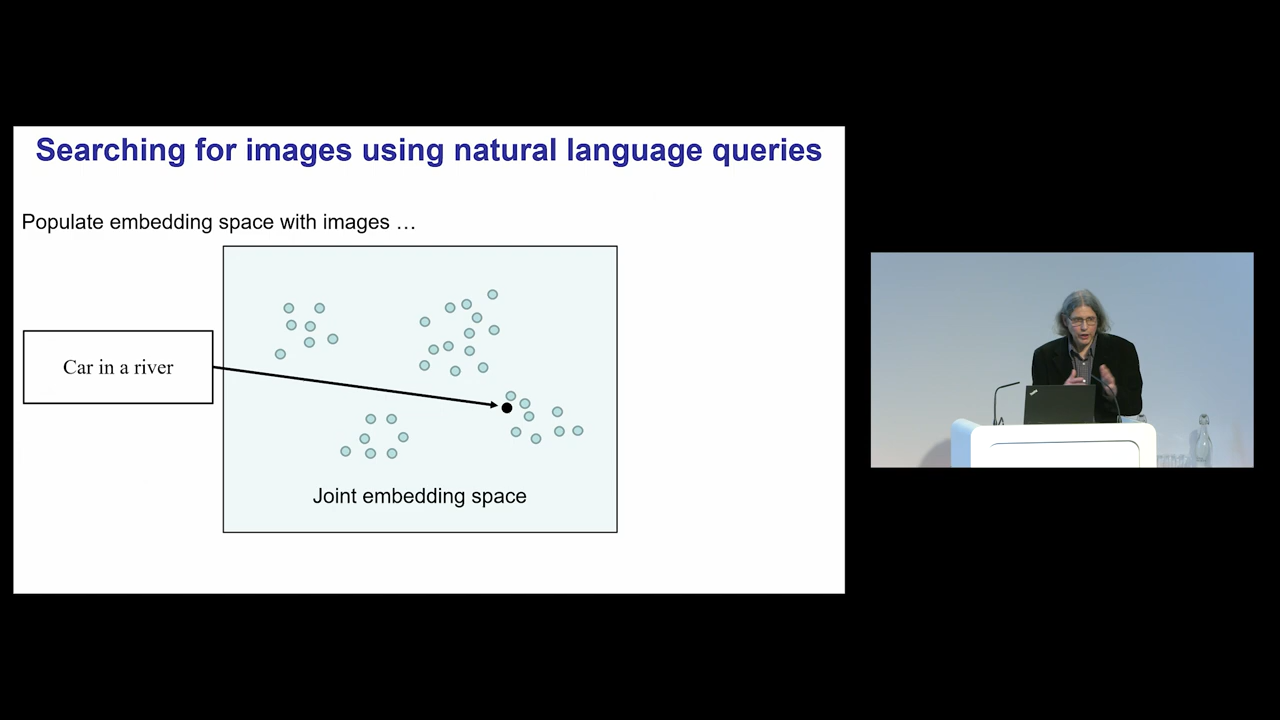 Searching for images using natural language queries
Populate embedding space with images …
Car in a river
Joint embedding space